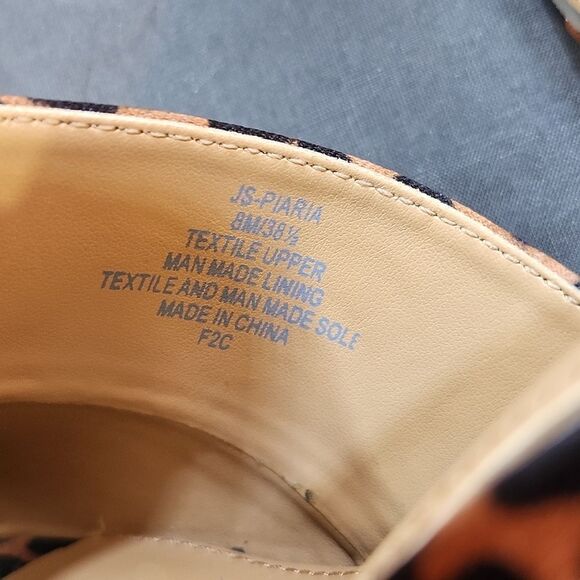 JS-PIARIA
8M/38½
TEXTILE UPPER
MAN MADE LINING
TEXTILE AND MAN MADE SOLE
MADE IN CHINA
F2C